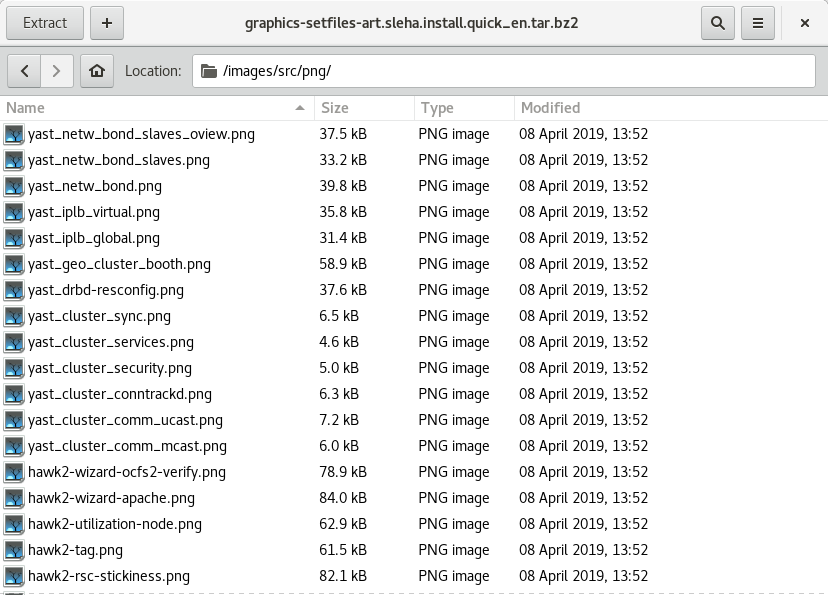 Extract + graphics-setfiles-art.sleha.install.quick_en.tar.bz2
Location: /images/src/png/
Name Size Type Modified
yast_netw_bond_slaves_oview.png 37.5 kB PNG image 08 April 2019, 13:52
yast_netw_bond_slaves.png 33.2 kB PNG image 08 April 2019, 13:52
yast_netw_bond.png 39.8 kB PNG image 08 April 2019, 13:52
yast_iplb_virtual.png 35.8 kB PNG image 08 April 2019, 13:52
yast_iplb_global.png 31.4 kB PNG image 08 April 2019, 13:52
yast_geo_cluster_booth.png 58.9 kB PNG image 08 April 2019, 13:52
yast_drbd-resconfig.png 37.6 kB PNG image 08 April 2019, 13:52
yast_cluster_sync.png 6.5 kB PNG image 08 April 2019, 13:52
yast_cluster_services.png 4.6 kB PNG image 08 April 2019, 13:52
yast_cluster_security.png 5.0 kB PNG image 08 April 2019, 13:52
yast_cluster_conntrackd.png 6.3 kB PNG image 08 April 2019, 13:52
yast_cluster_comm_ucast.png 7.2 kB PNG image 08 April 2019, 13:52
yast_cluster_comm_mcast.png 6.0 kB PNG image 08 April 2019, 13:52
hawk2-wizard-ocfs2-verify.png 78.9 kB PNG image 08 April 2019, 13:52
hawk2-wizard-apache.png 84.0 kB PNG image 08 April 2019, 13:52
hawk2-utilization-node.png 62.9 kB PNG image 08 April 2019, 13:52
hawk2-tag.png 61.5 kB PNG image 08 April 2019, 13:52
hawk2-rsc-stickiness.png 82.1 kB PNG image 08 April 2019, 13:52